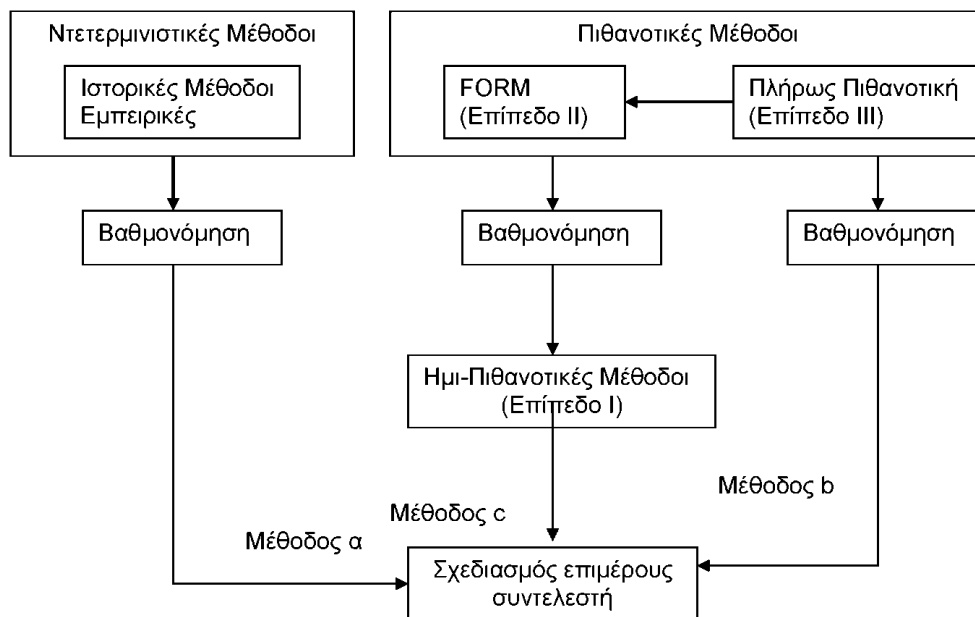 Ντετερμινιστικές Μέθοδοι
Ιστορικές Μέθοδοι
Εμπειρικές
Πιθανοτικές Μέθοδοι
FORM
(Επίπεδο ΙΙ)
Πλήρως Πιθανοτική
(Επίπεδο ΙΙΙ)
Βαθμονόμηση
Βαθμονόμηση
Βαθμονόμηση
Ημι-Πιθανοτικές Μέθοδοι
(Επίπεδο Ι)
Μέθοδος b
Μέθοδος c
Μέθοδος α
Σχεδιασμός επιμέρους
συντελεστή